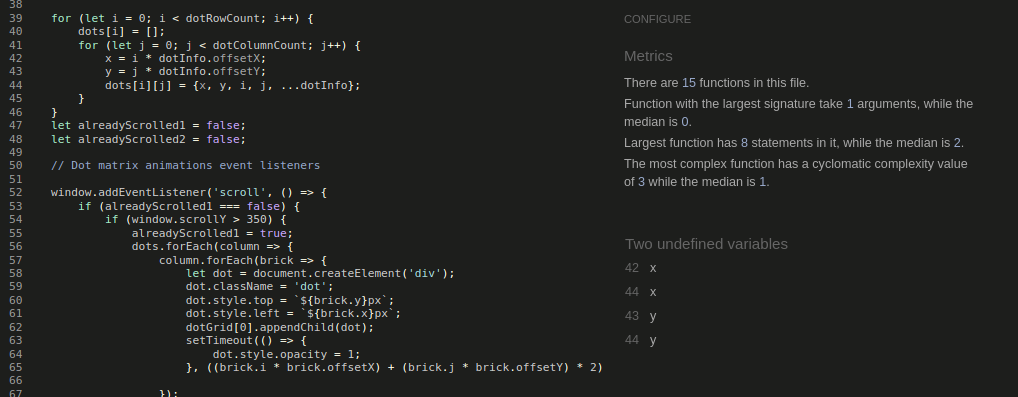 38
39 for (let i = 0; i < dotRowCount; i++) {
40 dots[i] = [];
41 for (let j = 0; j < dotColumnCount; j++) {
42 x = i * dotInfo.offsetX;
43 y = j * dotInfo.offsetY;
44 dots[i][j] = {x, y, i, j, ...dotInfo};
45 }
46 }
47 let alreadyScrolled1 = false;
48 let alreadyScrolled2 = false;
49
50 // Dot matrix animations event listeners
51
52 window.addEventListener('scroll', () => {
53 if (alreadyScrolled1 === false) {
54 if (window.scrollY > 350) {
55 alreadyScrolled1 = true;
56 dots.forEach(column => {
57 column.forEach(brick => {
58 let dot = document.createElement('div');
59 dot.className = 'dot';
60 dot.style.top = `${brick.y}px`;
61 dot.style.left = `${brick.x}px`;
62 dotGrid[0].appendChild(dot);
63 setTimeout(() => {
64 dot.style.opacity = 1;
65 }, ((brick.i * brick.offsetX) + (brick.j * brick.offsetY) * 2)
66
67 });
CONFIGURE
Metrics
There are 15 functions in this file.
Function with the largest signature take 1 arguments, while the
median is 0.
Largest function has 8 statements in it, while the median is 2.
The most complex function has a cyclomatic complexity value
of 3 while the median is 1.
Two undefined variables
42 x
44 x
43 y
44 y